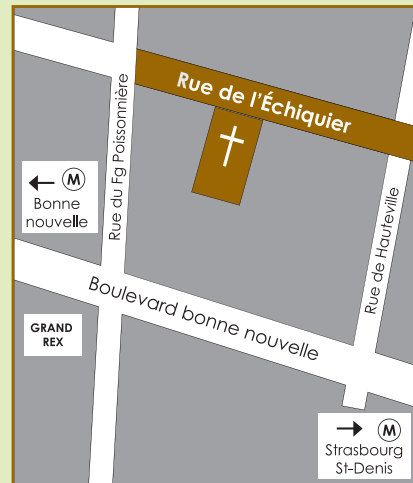 Rue de l'Échiquier
Rue du Fg Poissonnière
M
Bonne
nouvelle
Rue de Hauteville
Boulevard bonne nouvelle
GRAND
REX
M
Strasbourg
St-Denis